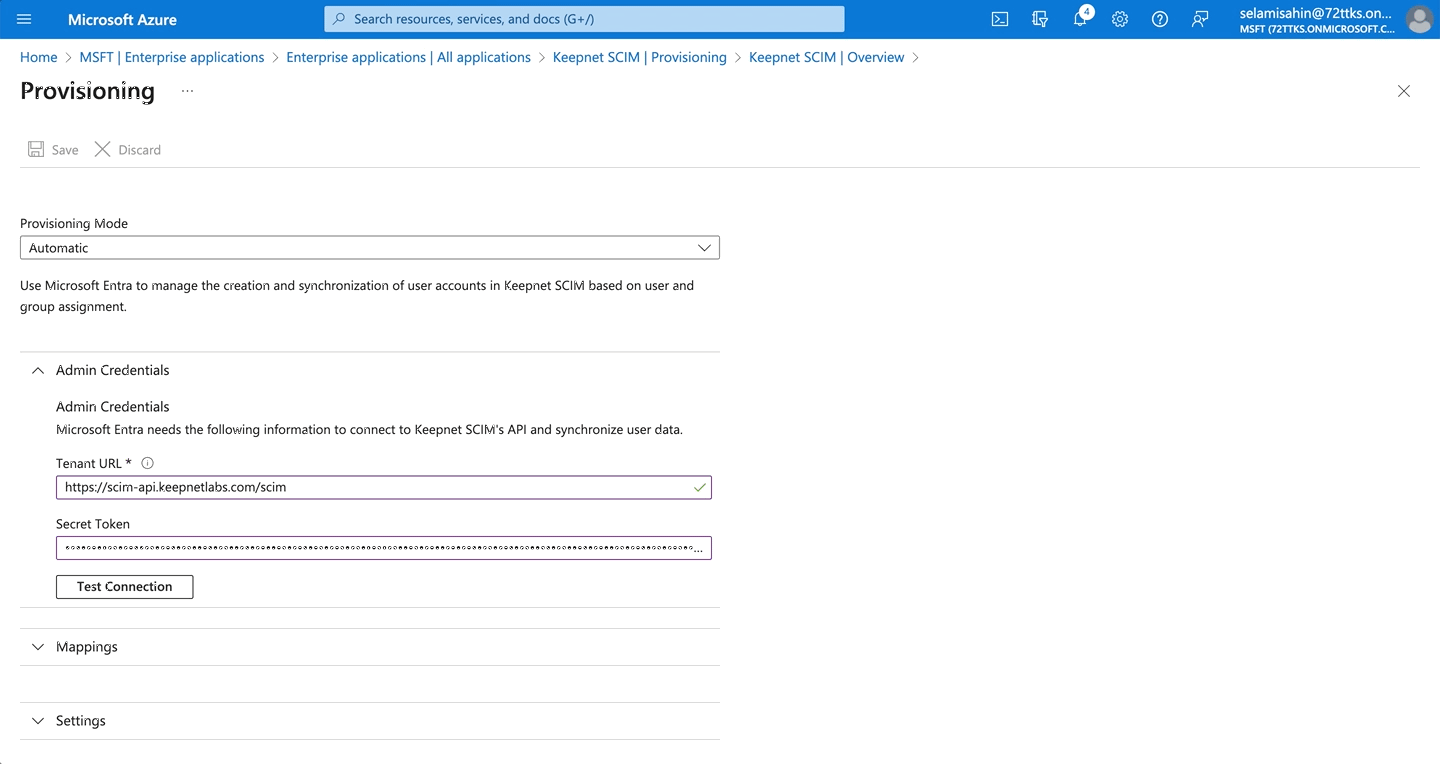 Microsoft Azure
Search resources, services, and docs (G+/)
4
selamisahin@72ttks.on...
MSFT (72TTKS.ONMICROSOFT.C...
Home > MSFT | Enterprise applications > Enterprise applications | All applications > Keepnet SCIM | Provisioning > Keepnet SCIM | Overview >
Provisioning ...
Save Discard
Provisioning Mode
Automatic
Use Microsoft Entra to manage the creation and synchronization of user accounts in Keepnet SCIM based on user and
group assignment.
Admin Credentials
Admin Credentials
Microsoft Entra needs the following information to connect to Keepnet SCIM's API and synchronize user data.
Tenant URL *
https://scim-api.keepnetlabs.com/scim
Secret Token
Test Connection
Mappings
Settings